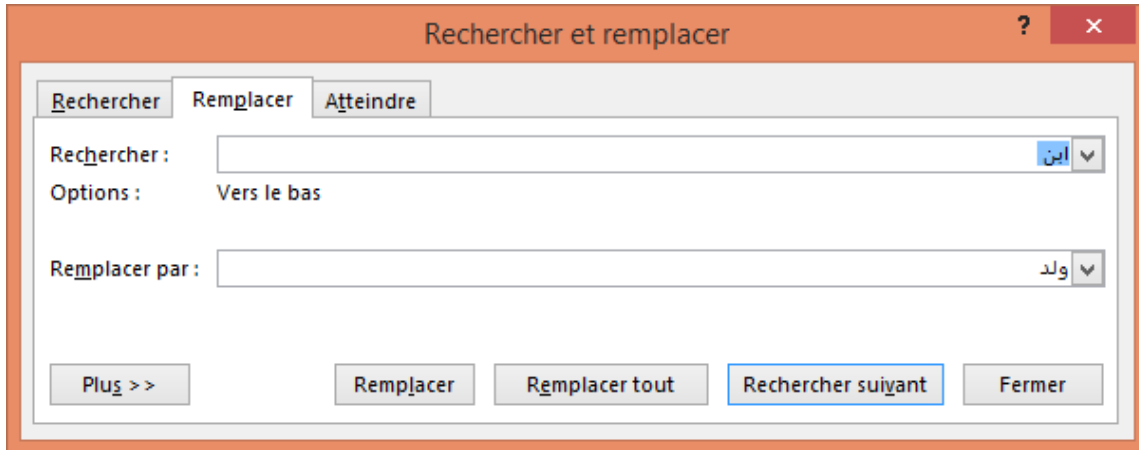 Rechercher et remplacer ? ×
Rechercher Remplacer Atteindre
Rechercher : ابن
Options : Vers le bas
Remplacer par : ولد
Plus >> Remplacer Remplacer tout Rechercher suivant Fermer